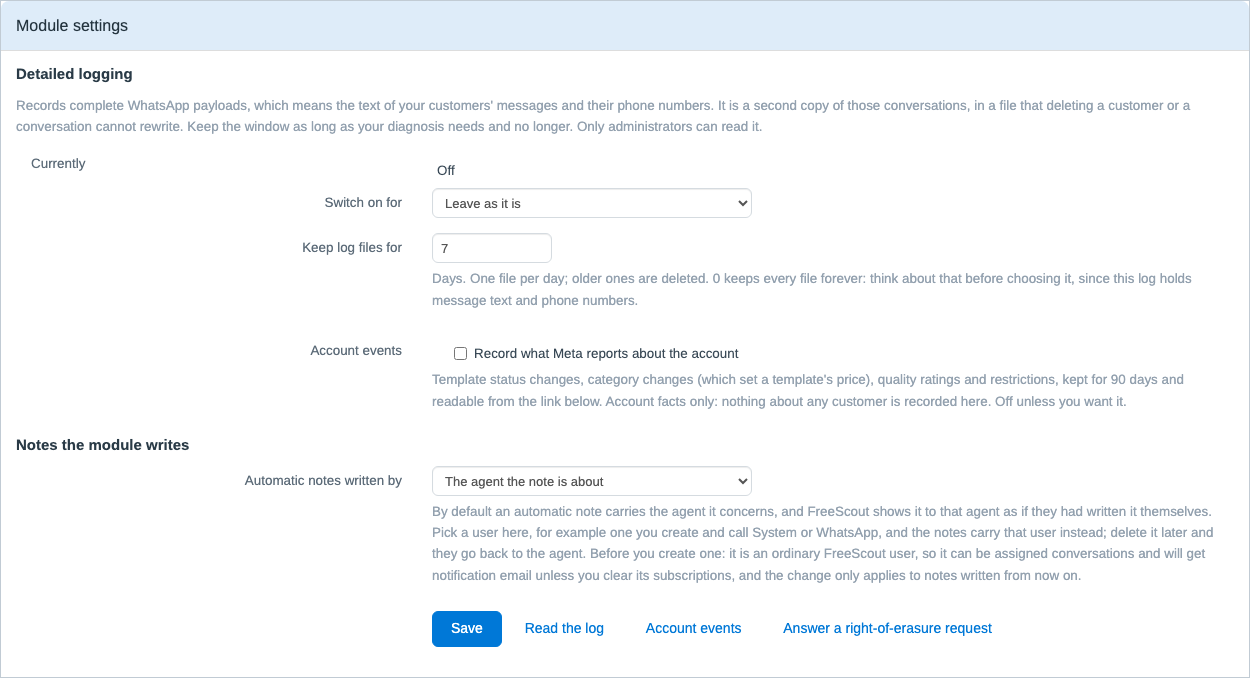 Module settings
Detailed logging
Records complete WhatsApp payloads, which means the text of your customers' messages and their phone numbers. It is a second copy of those conversations, in a file that deleting a customer or a
conversation cannot rewrite. Keep the window as long as your diagnosis needs and no longer. Only administrators can read it.
Currently
Off
Switch on for
Leave as it is
Keep log files for
7
Days. One file per day; older ones are deleted. 0 keeps every file forever: think about that before choosing it, since this log holds
message text and phone numbers.
Account events
Record what Meta reports about the account
Template status changes, category changes (which set a template's price), quality ratings and restrictions, kept for 90 days and
readable from the link below. Account facts only: nothing about any customer is recorded here. Off unless you want it.
Notes the module writes
Automatic notes written by
The agent the note is about
By default an automatic note carries the agent it concerns, and FreeScout shows it to that agent as if they had written it themselves.
Pick a user here, for example one you create and call System or WhatsApp, and the notes carry that user instead; delete it later and
they go back to the agent. Before you create one: it is an ordinary FreeScout user, so it can be assigned conversations and will get
notification email unless you clear its subscriptions, and the change only applies to notes written from now on.
Save
Read the log
Account events
Answer a right-of-erasure request